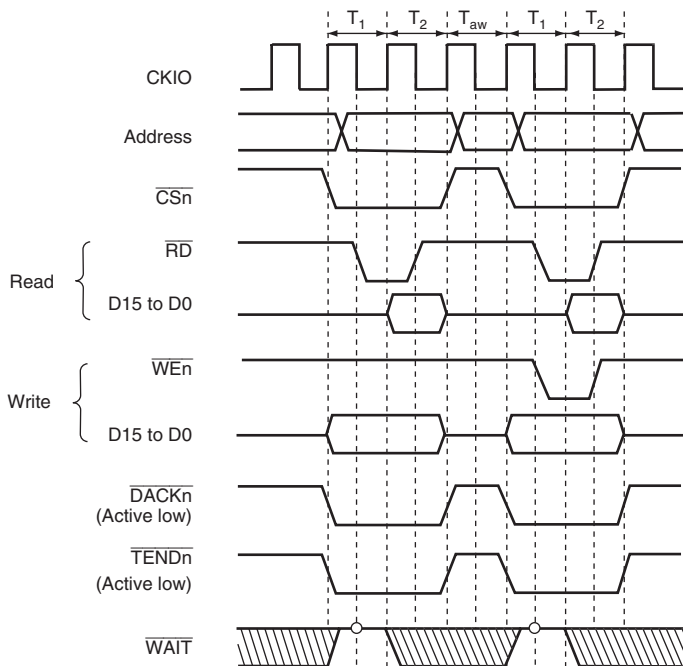 T1 T2 Taw T1 T2
CKIO
Address
CSn
Read
RD
D15 to D0
Write
WEn
D15 to D0
DACKn
(Active low)
TENDn
(Active low)
WAIT